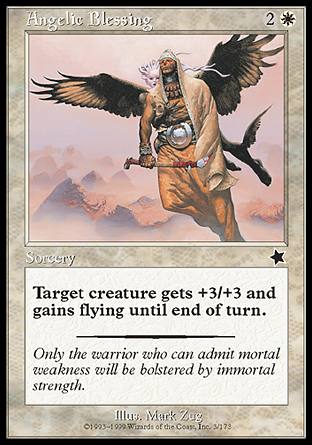 Angelic Blessing 2
Sorcery
Target creature gets +3/+3 and
gains flying until end of turn.
Only the warrior who can admit mortal
weakness will be bolstered by immortal
strength.
Illus. Mark Zug
©1993–1999 Wizards of the Coast, Inc. 3/173